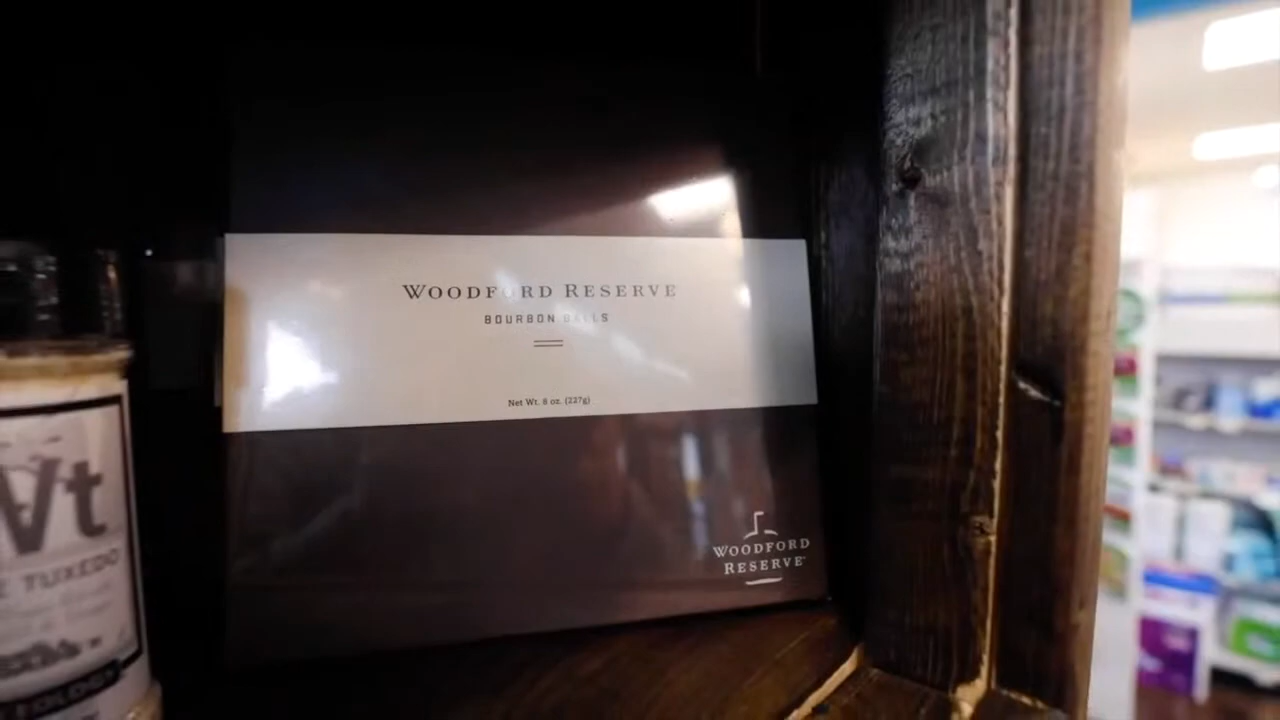 WOODFORD RESERVE
BOURBON BALLS
Net Wt. 8 oz. (227g)
WOODFORD
RESERVE
Vt
E TUXEDO